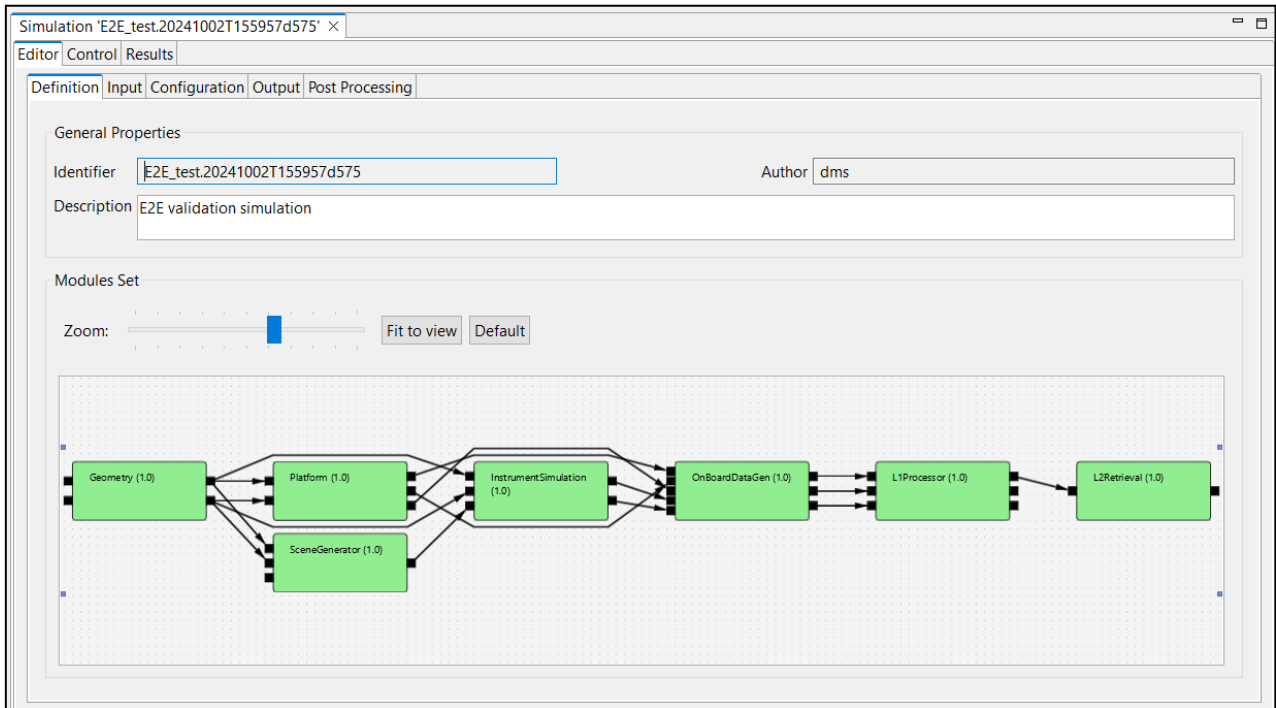 Simulation 'E2E_test.20241002T155957d575'
Editor Control Results
Definition Input Configuration Output Post Processing
General Properties
Identifier E2E_test.20241002T155957d575 Author dms
Description E2E validation simulation
Modules Set
Zoom: Fit to view Default
Geometry (1.0) Platform (1.0) InstrumentSimulation OnBoardDataGen (1.0) L1Processor (1.0) L2Retrieval (1.0)
(1.0)
SceneGenerator (1.0)